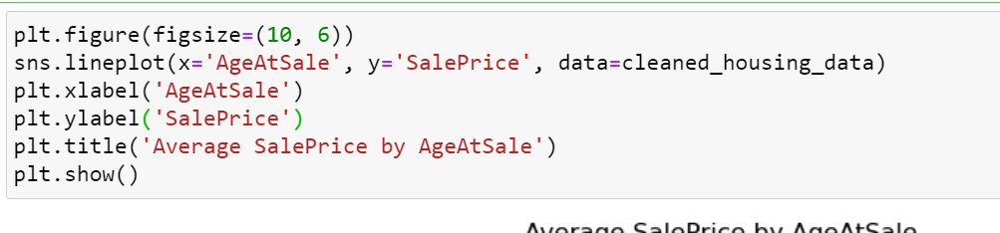 plt.figure(figsize=(10, 6))
sns.lineplot(x='AgeAtSale', y='SalePrice', data=cleaned_housing_data)
plt.xlabel('AgeAtSale')
plt.ylabel('SalePrice')
plt.title('Average SalePrice by AgeAtSale')
plt.show()
Average SalePrice by AgeAtSale